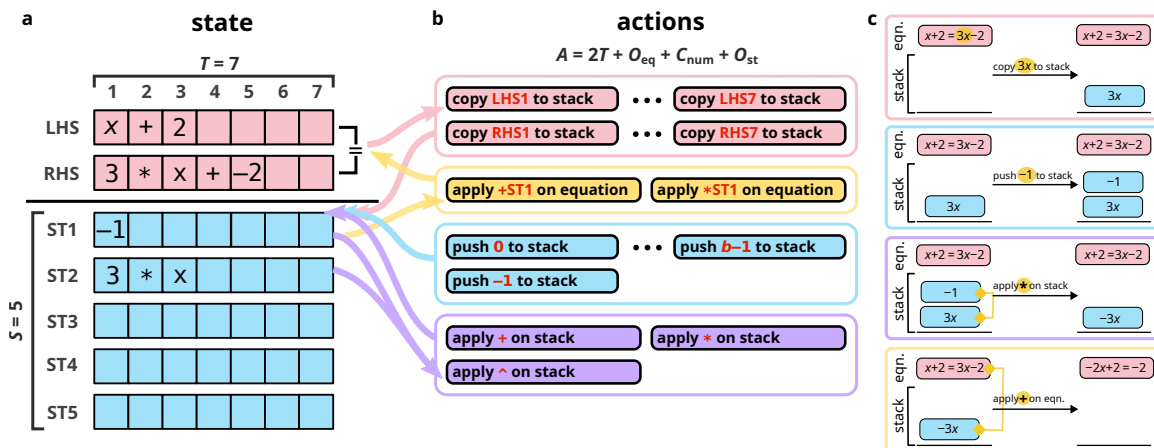 a
state
T = 7
1 2 3 4 5 6 7
LHS x + 2
RHS 3 * x + −2
=
ST1 −1
ST2 3 * x
ST3
ST4
ST5
S = 5
b
actions
A = 2T + O_eq + C_num + O_st
copy LHS1 to stack ••• copy LHS7 to stack
copy RHS1 to stack ••• copy RHS7 to stack
apply +ST1 on equation apply *ST1 on equation
push 0 to stack ••• push b−1 to stack
push −1 to stack
apply + on stack apply * on stack
apply ^ on stack
c
eqn.
x+2 = 3x−2 x+2 = 3x−2
stack
copy 3x to stack
3x
eqn.
x+2 = 3x−2 x+2 = 3x−2
stack
push −1 to stack
−1
3x 3x
eqn.
x+2 = 3x−2 x+2 = 3x−2
stack
apply * on stack
−1
3x −3x
eqn.
x+2 = 3x−2 −2x+2 = −2
stack
apply + on eqn.
−3x